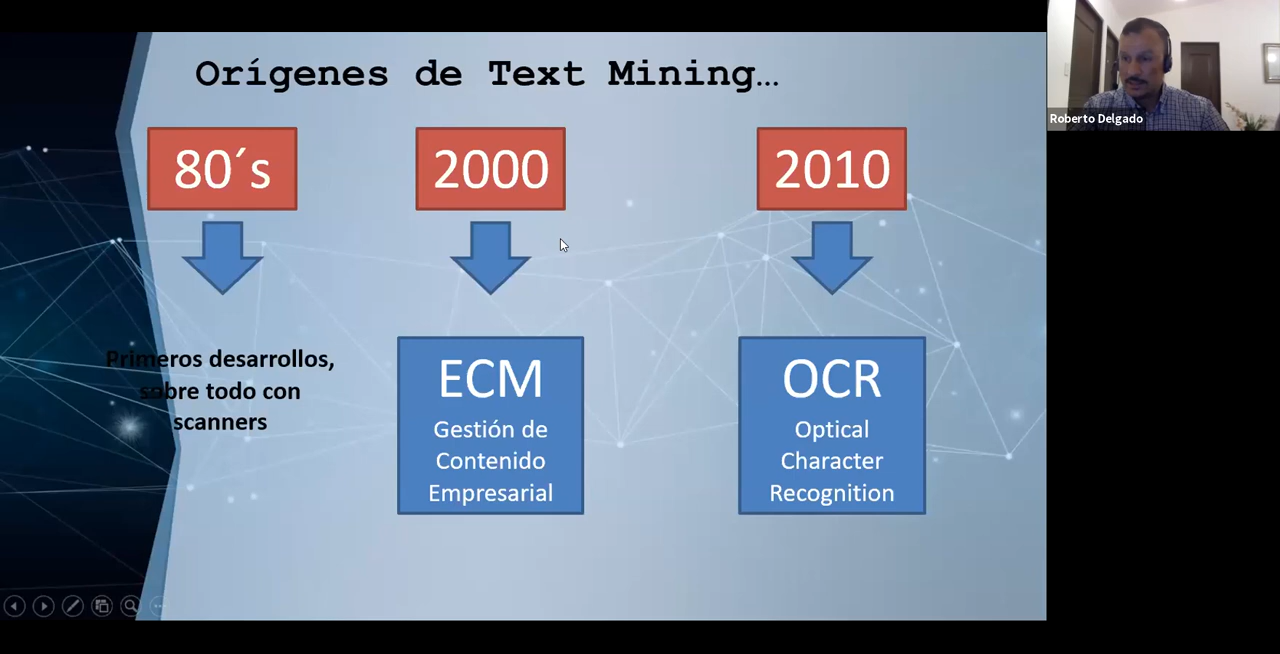 Orígenes de Text Mining...
80´s
2000
2010
Primeros desarrollos,
sobre todo con
scanners
ECM
Gestión de
Contenido
Empresarial
OCR
Optical
Character
Recognition
Roberto Delgado